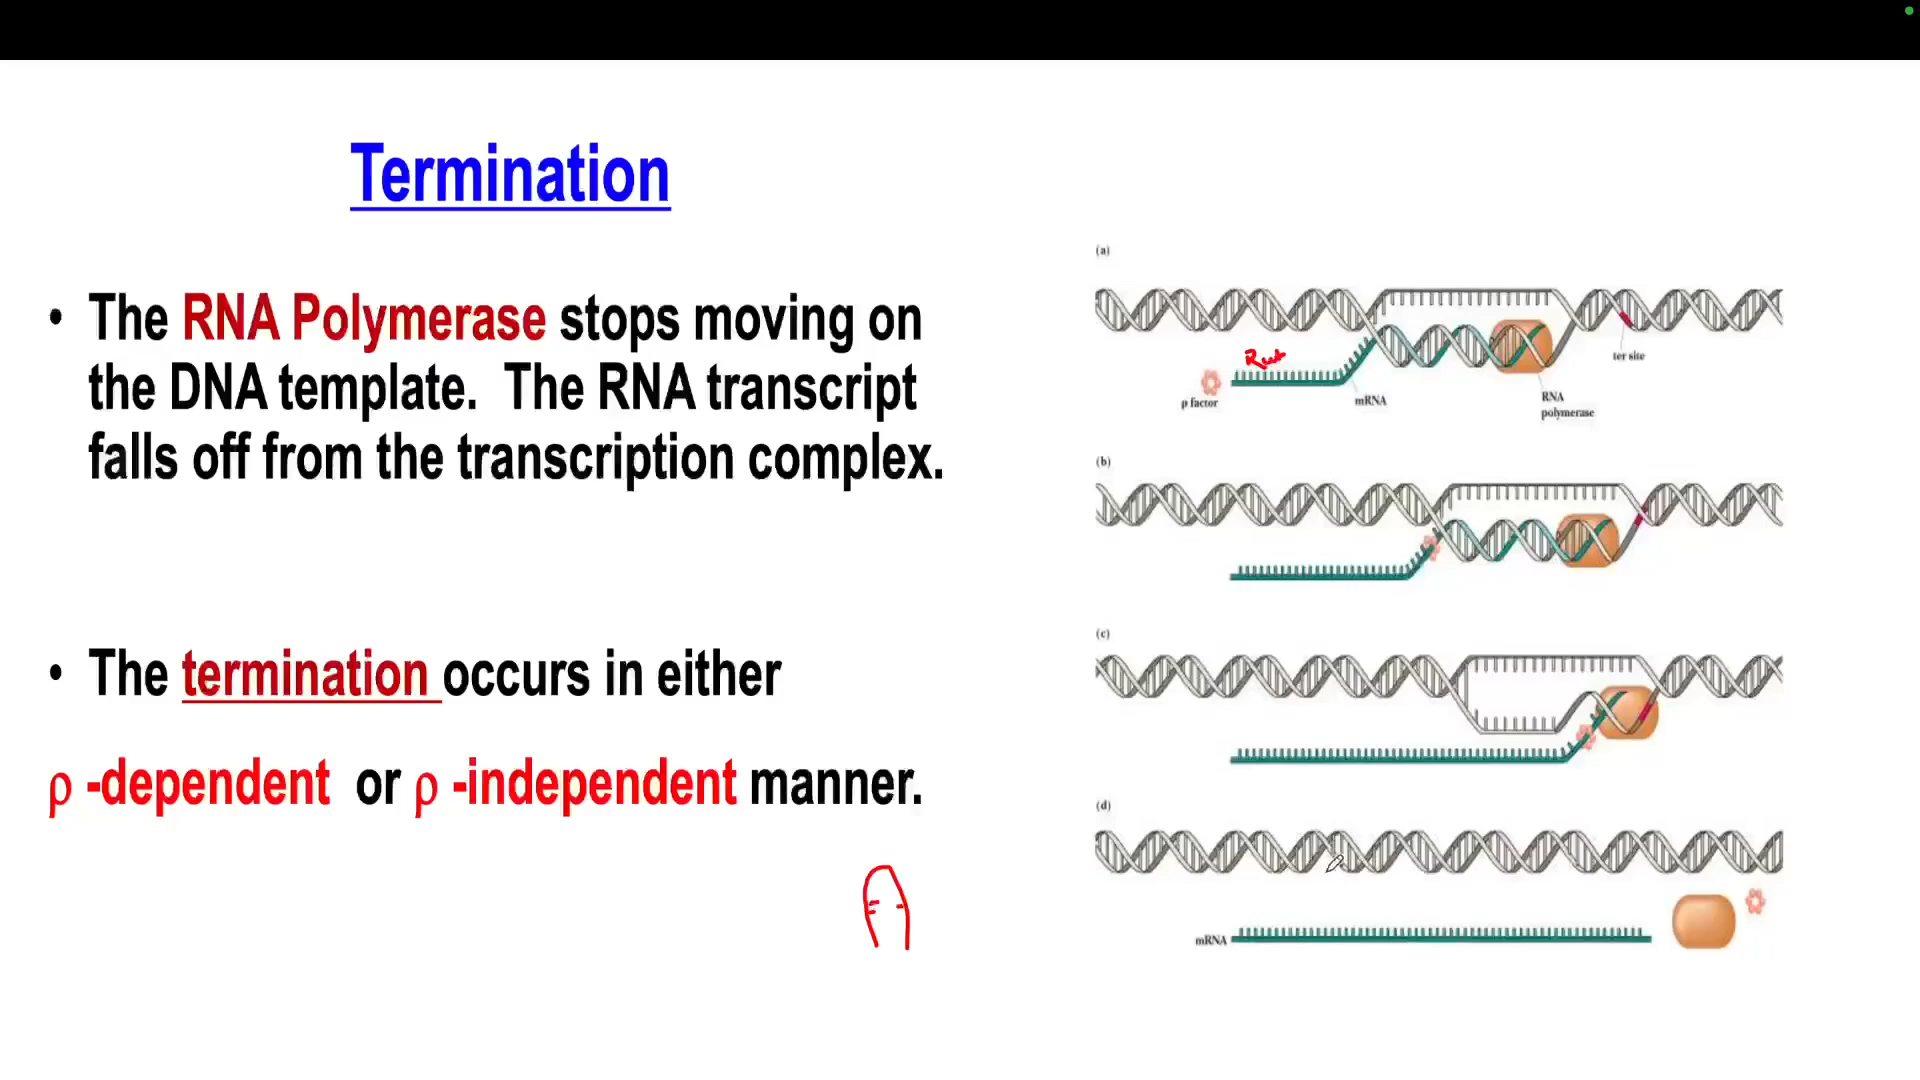 Termination
• The RNA Polymerase stops moving on
the DNA template. The RNA transcript
falls off from the transcription complex.
• The termination occurs in either
ρ -dependent or ρ -independent manner.
(a)
Rut
ter site
ρ factor
mRNA
RNA
polymerase
(b)
(c)
(d)
mRNA